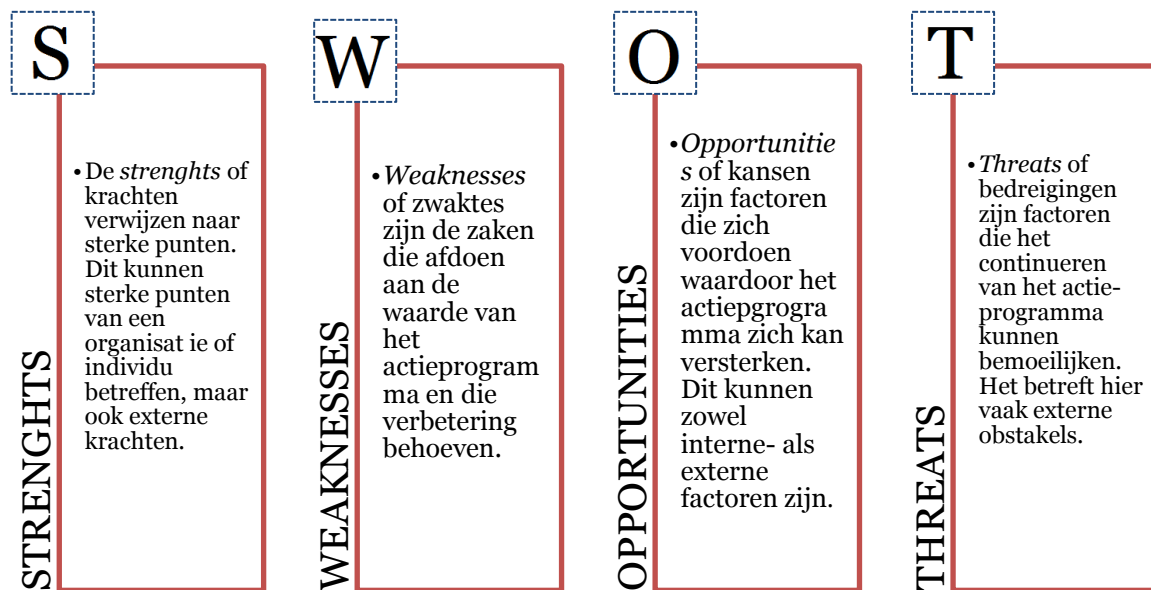 S
STRENGHTS
•De strenghts of
krachten
verwijzen naar
sterke punten.
Dit kunnen
sterke punten
van een
organisat ie of
individu
betreffen, maar
ook externe
krachten.
W
WEAKNESSES
•Weaknesses
of zwaktes
zijn de zaken
die afdoen
aan de
waarde van
het
actieprogram
ma en die
verbetering
behoeven.
O
OPPORTUNITIES
•Opportunitie
s of kansen
zijn factoren
die zich
voordoen
waardoor het
actiepgrogra
mma zich kan
versterken.
Dit kunnen
zowel
interne- als
externe
factoren zijn.
T
THREATS
•Threats of
bedreigingen
zijn factoren
die het
continueren
van het actie-
programma
kunnen
bemoeilijken.
Het betreft hier
vaak externe
obstakels.